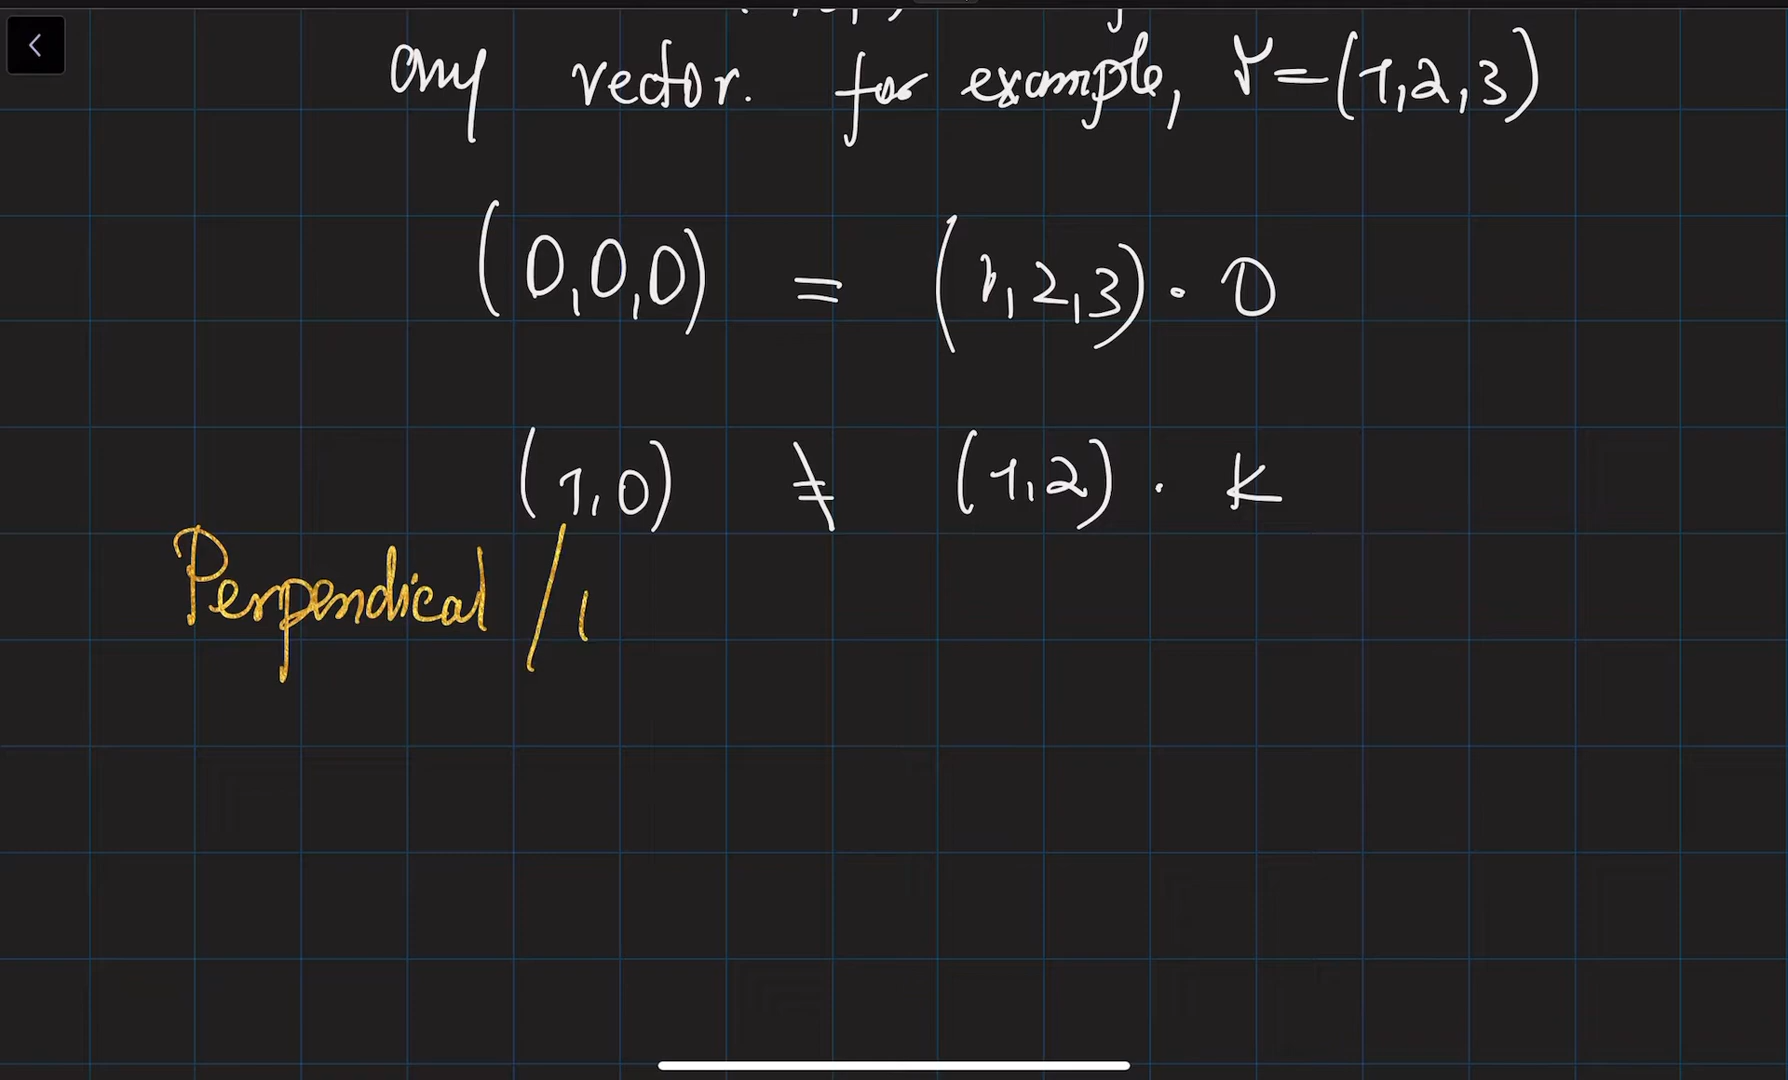 any vector. for example, r=(1,2,3)
(0,0,0) = (1,2,3) · 0
(1,0) ≠ (1,2) · k
Perpendical /